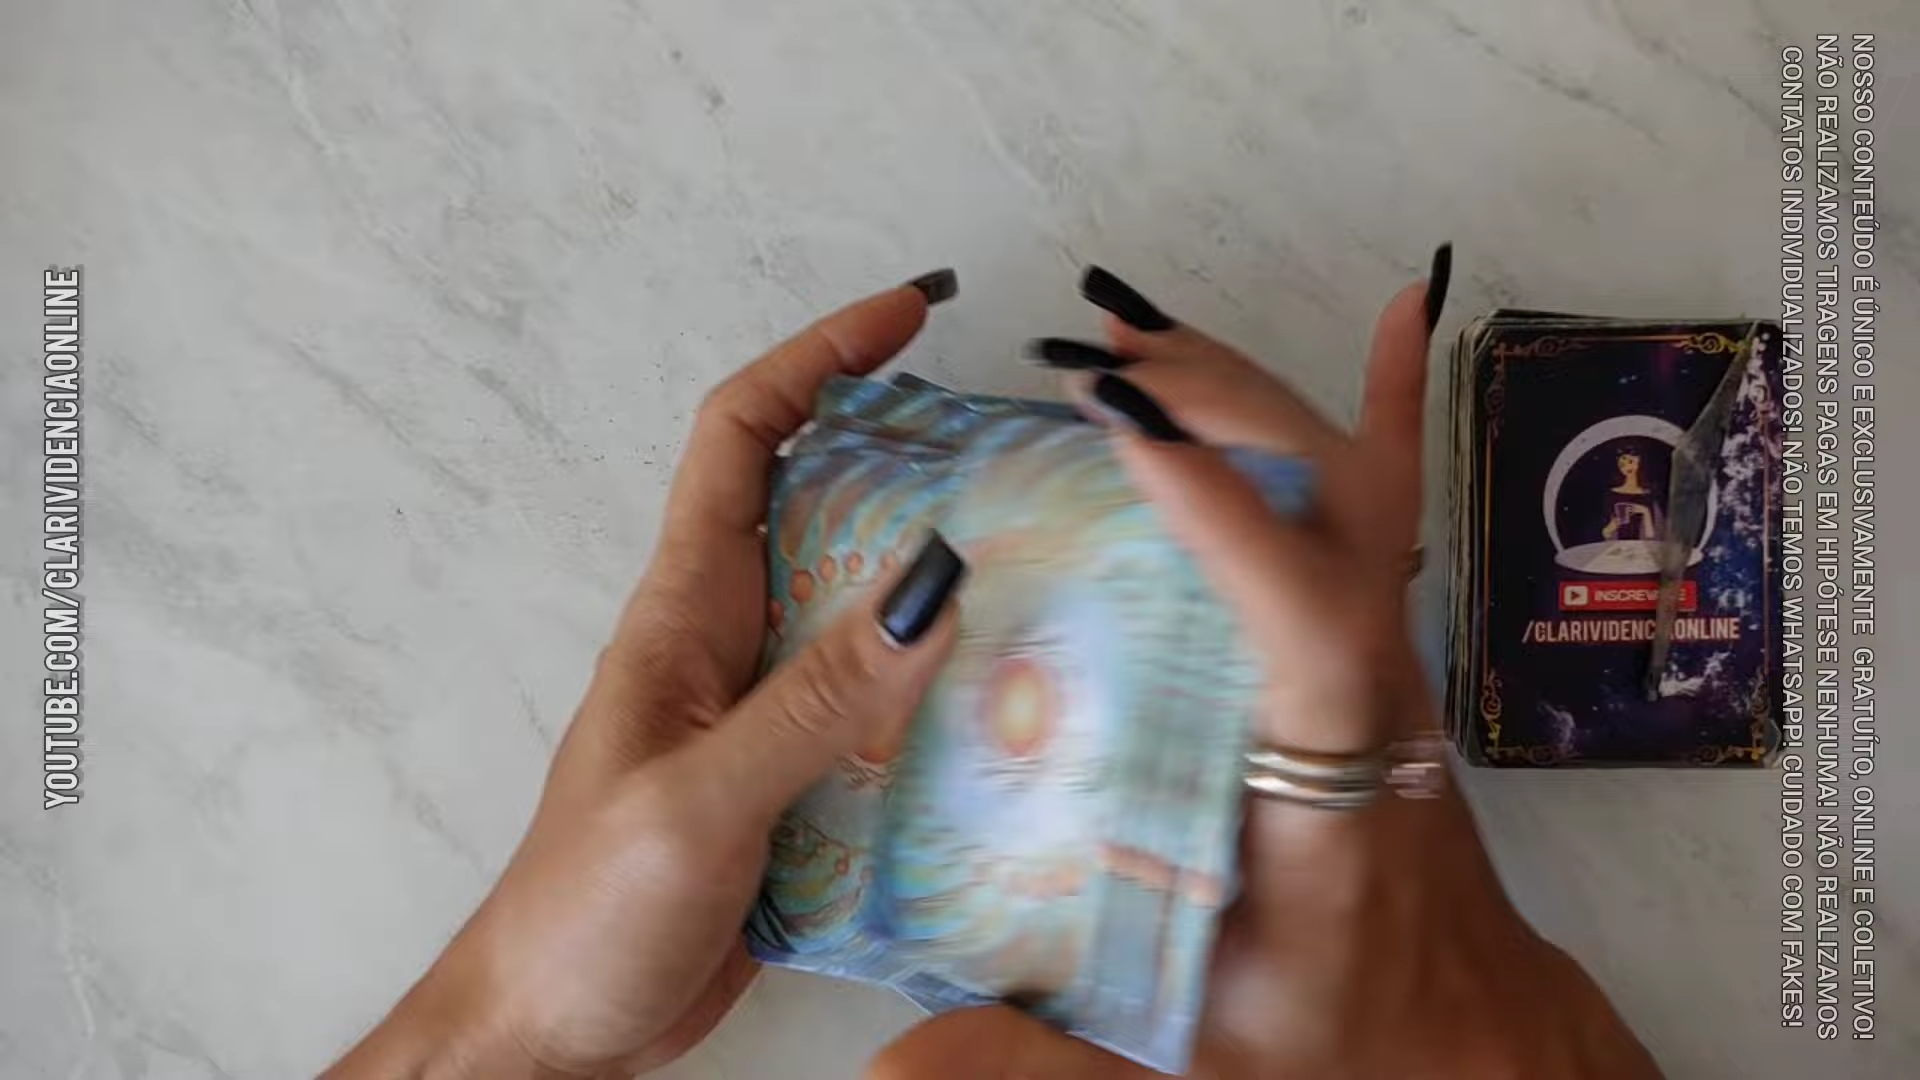 YOUTUBE.COM/CLARIVIDENCIAONLINE
NOSSO CONTEÚDO É ÚNICO E EXCLUSIVAMENTE GRATUÍTO, ONLINE E COLETIVO!
NÃO REALIZAMOS TIRAGENS PAGAS EM HIPÓTESE NENHUMA! NÃO REALIZAMOS
CONTATOS INDIVIDUALIZADOS! NÃO TEMOS WHATSAPP! CUIDADO COM FAKES!